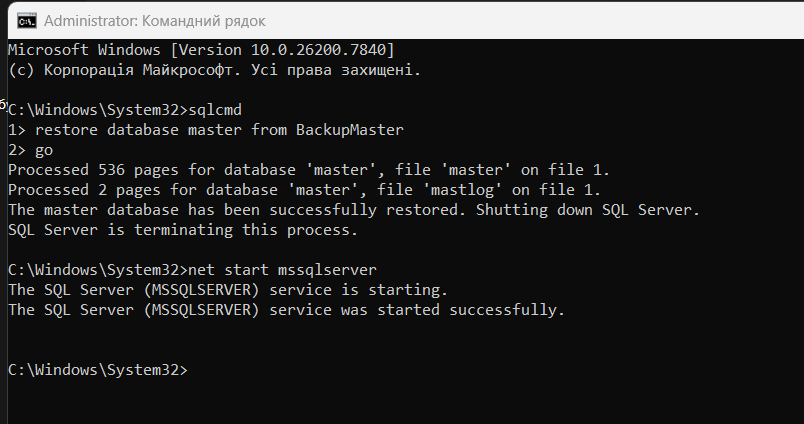 Administrator: Командний рядок
Microsoft Windows [Version 10.0.26200.7840]
(c) Корпорація Майкрософт. Усі права захищені.
C:\Windows\System32>sqlcmd
1> restore database master from BackupMaster
2> go
Processed 536 pages for database 'master', file 'master' on file 1.
Processed 2 pages for database 'master', file 'mastlog' on file 1.
The master database has been successfully restored. Shutting down SQL Server.
SQL Server is terminating this process.
C:\Windows\System32>net start mssqlserver
The SQL Server (MSSQLSERVER) service is starting.
The SQL Server (MSSQLSERVER) service was started successfully.
C:\Windows\System32>